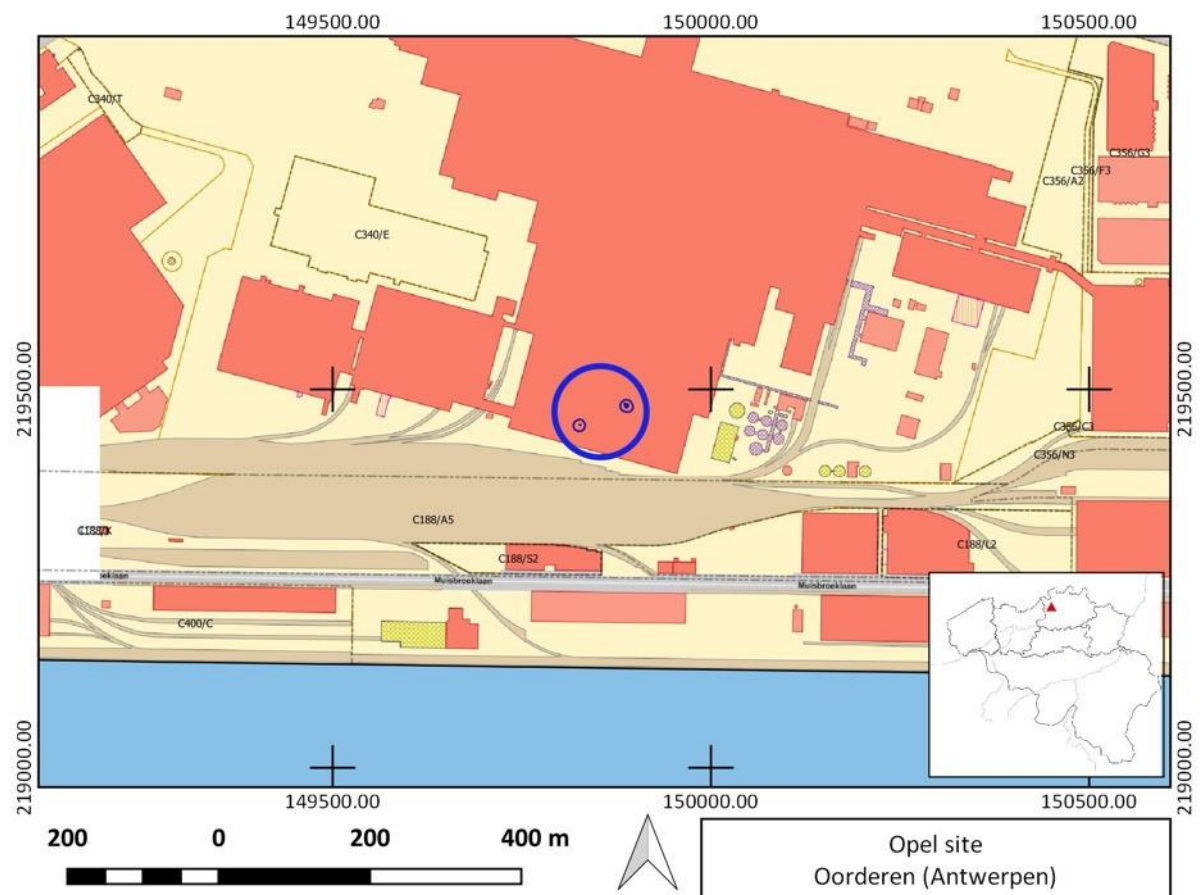 149500.00
150000.00
150500.00
C340/T
C356/G3
C356/F3
C356/A2
C340/E
219500.00
219500.00
C356/C3
C356/N3
C188/A5
C188/S2
C188/L2
Muisbroeklaan
Muisbroeklaan
C400/C
219000.00
219000.00
149500.00
150000.00
150500.00
200
0
200
400 m
Opel site
Oorderen (Antwerpen)